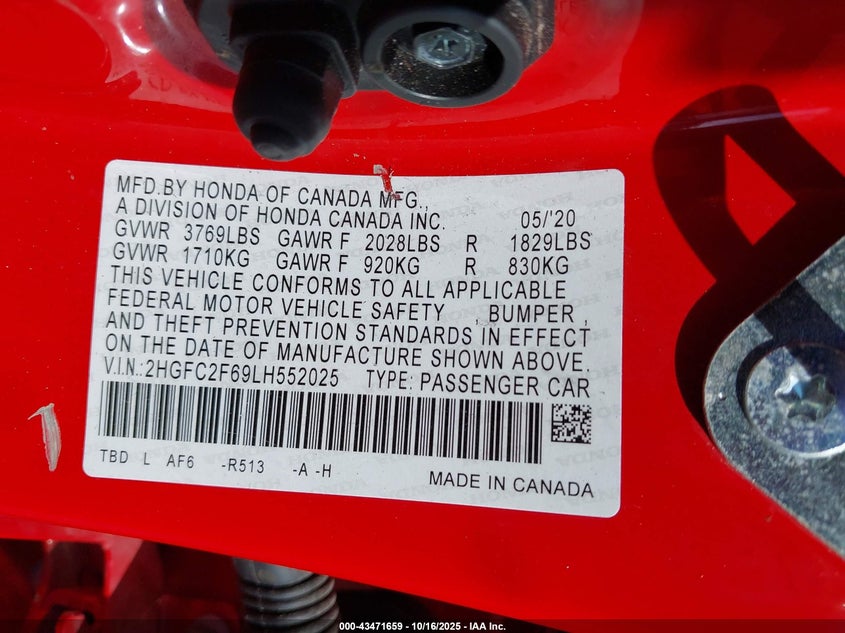 MFD.BY HONDA OF CANADA MFG.,
A DIVISION OF HONDA CANADA INC. 05/'20
GVWR 3769LBS GAWR F 2028LBS R 1829LBS
GVWR 1710KG GAWR F 920KG R 830KG
THIS VEHICLE CONFORMS TO ALL APPLICABLE
FEDERAL MOTOR VEHICLE SAFETY , BUMPER ,
AND THEFT PREVENTION STANDARDS IN EFFECT
ON THE DATE OF MANUFACTURE SHOWN ABOVE.
V.I.N.:2HGFC2F69LH552025 TYPE: PASSENGER CAR
TBD L AF6 -R513 -A -H
MADE IN CANADA
000-43471659 - 10/16/2025 - IAA Inc.